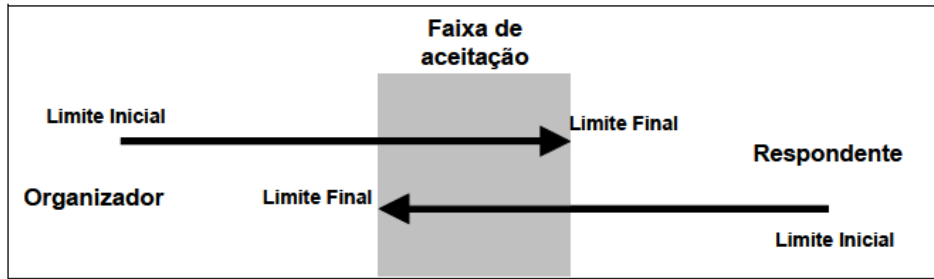 Faixa de
aceitação
Limite Inicial
Limite Final
Respondente
Organizador
Limite Final
Limite Inicial